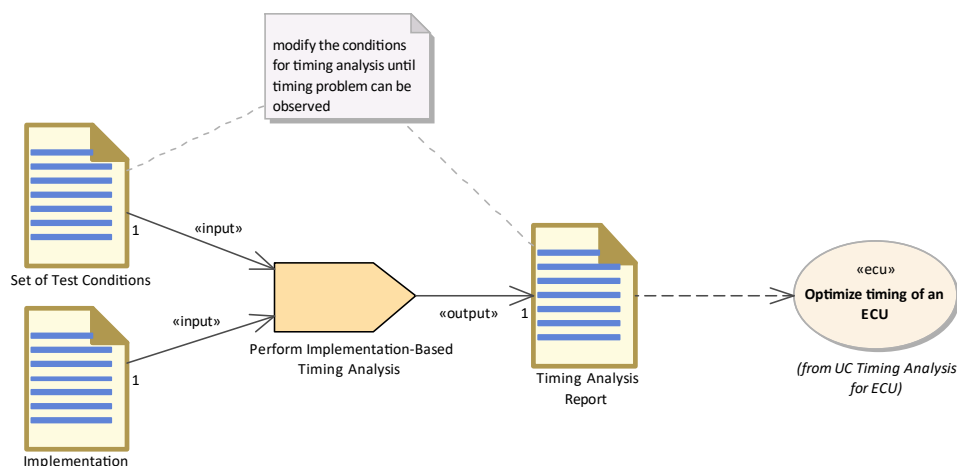 modify the conditions
for timing analysis until
timing problem can be
observed
«input»
1
Set of Test Conditions
«input»
1
Implementation
Perform Implementation-Based
Timing Analysis
«output»
1
Timing Analysis
Report
«ecu»
Optimize timing of an
ECU
(from UC Timing Analysis
for ECU)